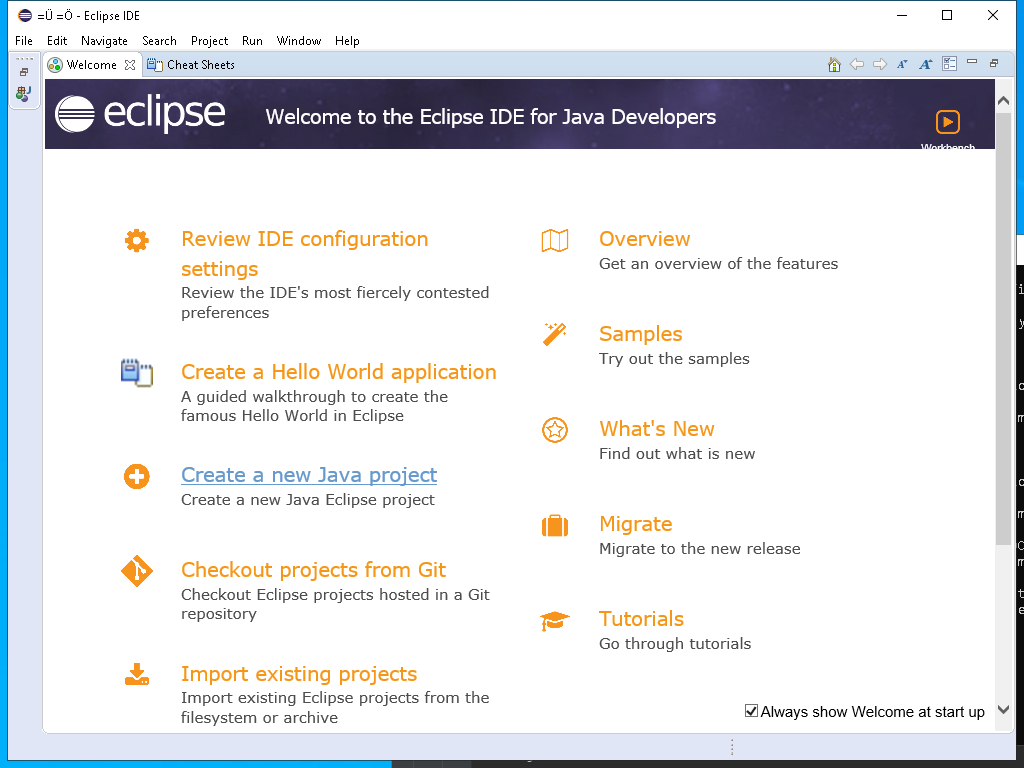 =Ü =Ö - Eclipse IDE
File Edit Navigate Search Project Run Window Help
Welcome Cheat Sheets
eclipse
Welcome to the Eclipse IDE for Java Developers
Workbench
Review IDE configuration
settings
Review the IDE's most fiercely contested
preferences
Create a Hello World application
A guided walkthrough to create the
famous Hello World in Eclipse
Create a new Java project
Create a new Java Eclipse project
Checkout projects from Git
Checkout Eclipse projects hosted in a Git
repository
Import existing projects
Import existing Eclipse projects from the
filesystem or archive
Overview
Get an overview of the features
Samples
Try out the samples
What's New
Find out what is new
Migrate
Migrate to the new release
Tutorials
Go through tutorials
Always show Welcome at start up